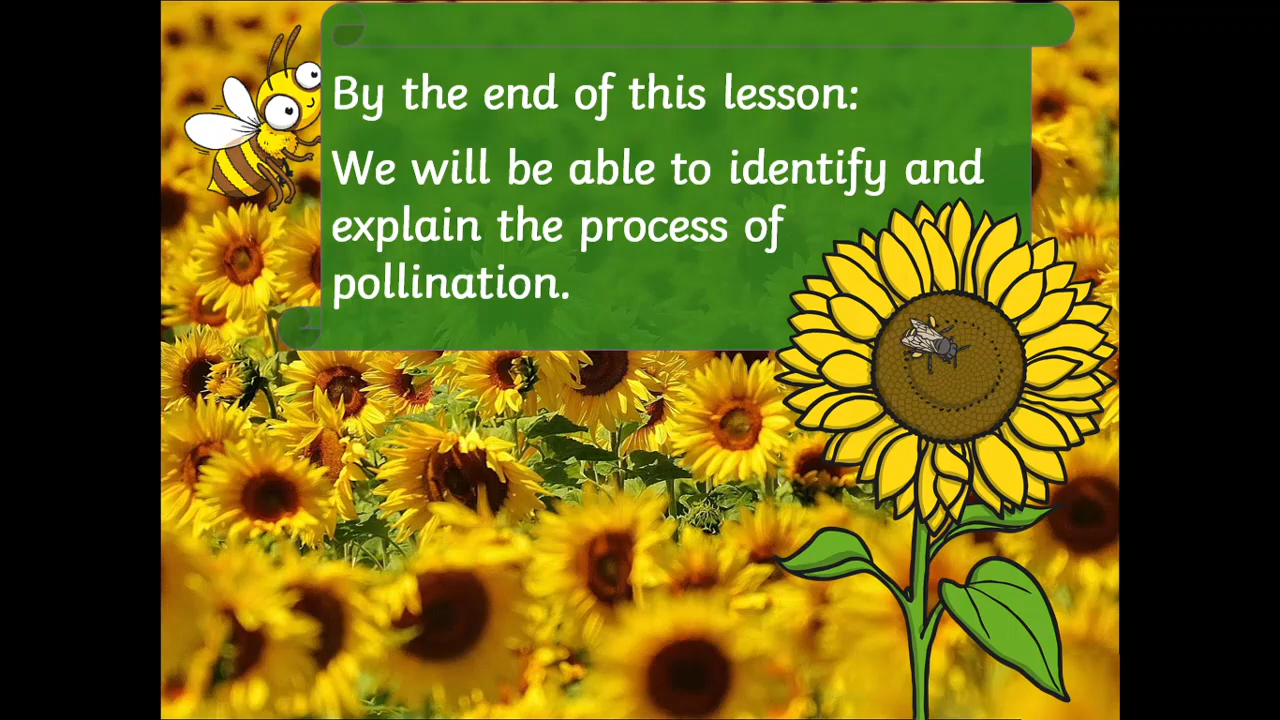 By the end of this lesson:
We will be able to identify and
explain the process of
pollination.